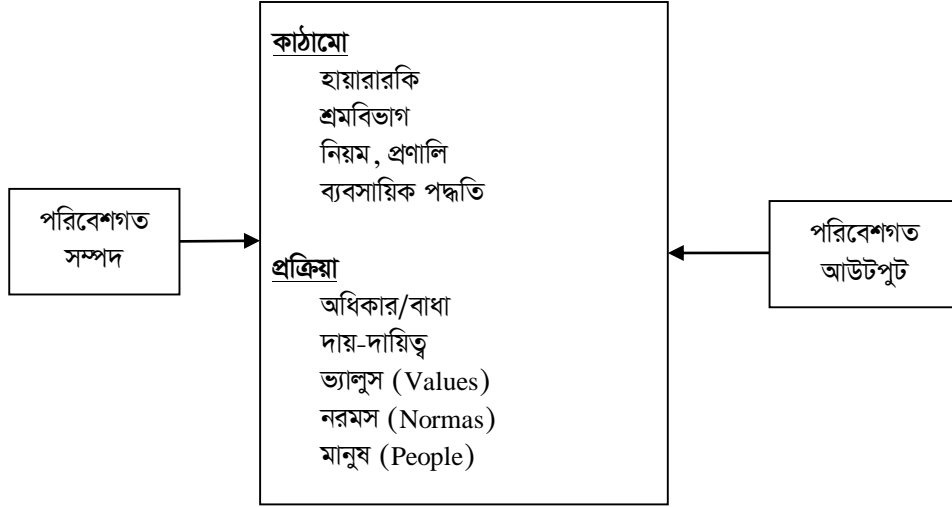 কাঠামো
হায়ারারকি
শ্রমবিভাগ
নিয়ম, প্রণালি
ব্যবসায়িক পদ্ধতি
পরিবেশগত
সম্পদ
প্রক্রিয়া
অধিকার/বাধা
দায়-দায়িত্ব
ভ্যালুস (Values)
নরমস (Normas)
মানুষ (People)
পরিবেশগত
আউটপুট